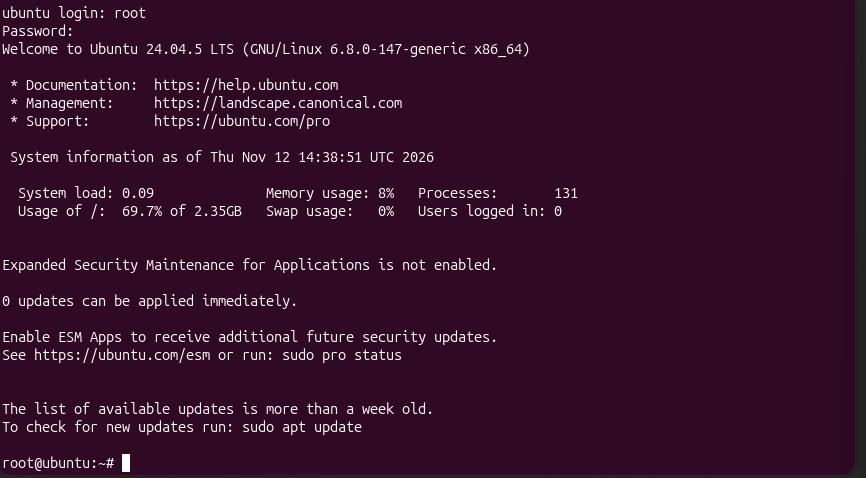 ubuntu login: root
Password:
Welcome to Ubuntu 24.04.5 LTS (GNU/Linux 6.8.0-147-generic x86_64)
* Documentation:  https://help.ubuntu.com
* Management:     https://landscape.canonical.com
* Support:        https://ubuntu.com/pro
System information as of Thu Nov 12 14:38:51 UTC 2026
System load: 0.09              Memory usage: 8%   Processes:       131
Usage of /:  69.7% of 2.35GB   Swap usage:   0%   Users logged in: 0
Expanded Security Maintenance for Applications is not enabled.
0 updates can be applied immediately.
Enable ESM Apps to receive additional future security updates.
See https://ubuntu.com/esm or run: sudo pro status
The list of available updates is more than a week old.
To check for new updates run: sudo apt update
root@ubuntu:~#